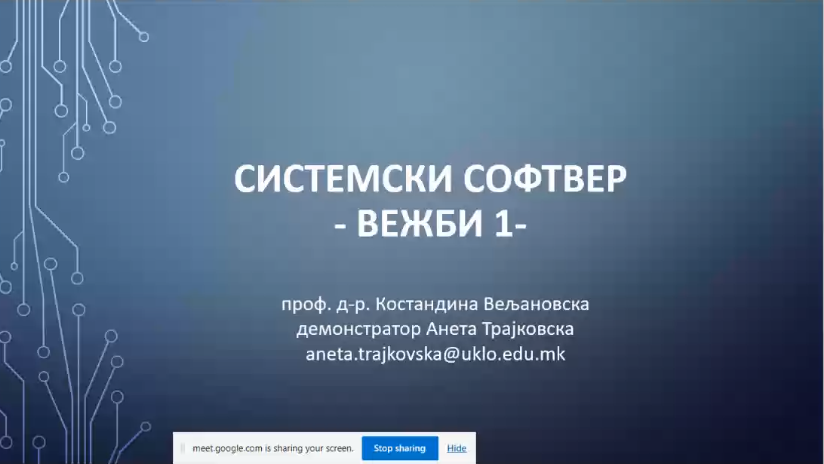 СИСТЕМСКИ СОФТВЕР
- ВЕЖБИ 1-
проф. д-р. Костандина Вељановска
демонстратор Анета Трајковска
aneta.trajkovska@uklo.edu.mk
meet.google.com is sharing your screen. Stop sharing Hide